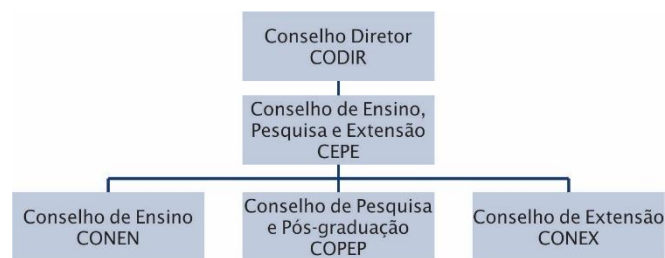 Conselho Diretor
CODIR
Conselho de Ensino,
Pesquisa e Extensão
CEPE
Conselho de Ensino
CONEN
Conselho de Pesquisa
e Pós-graduação
COPEP
Conselho de Extensão
CONEX